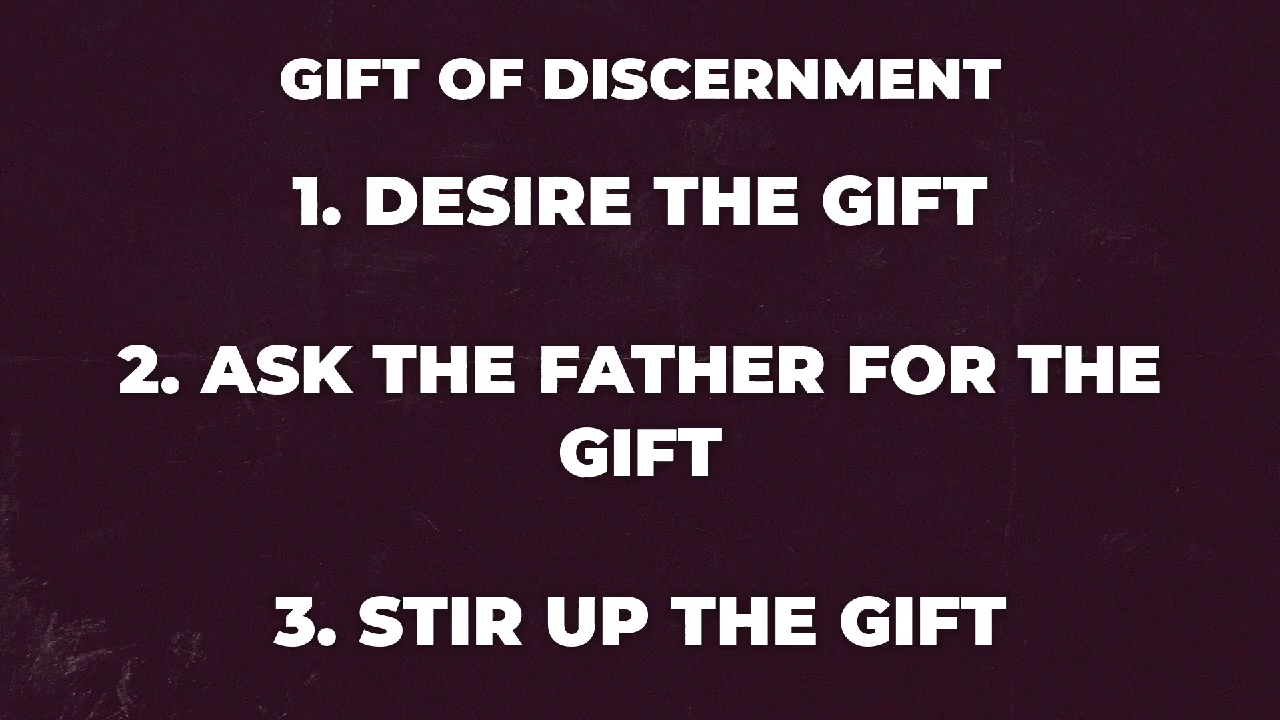 GIFT OF DISCERNMENT
1. DESIRE THE GIFT
2. ASK THE FATHER FOR THE
GIFT
3. STIR UP THE GIFT